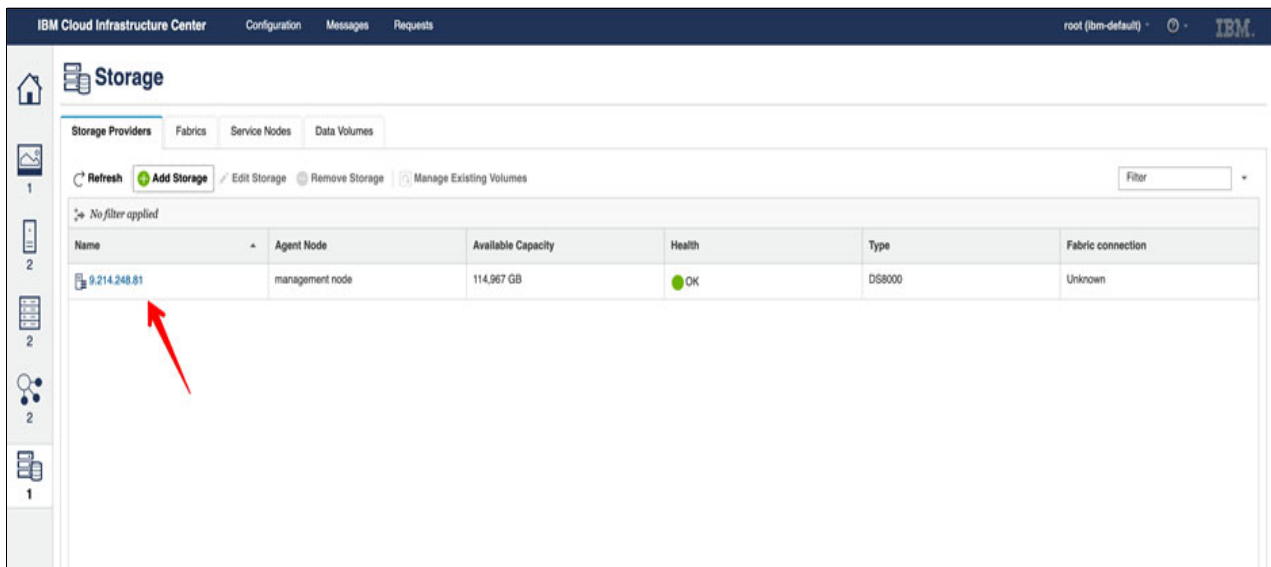 IBM Cloud Infrastructure Center Configuration Messages Requests root (ibm-default) IBM.
Storage
Storage Providers Fabrics Service Nodes Data Volumes
Refresh Add Storage Edit Storage Remove Storage Manage Existing Volumes Filter
No filter applied
Name Agent Node Available Capacity Health Type Fabric connection
9.214.248.81 management node 114,967 GB OK DS8000 Unknown
1
2
2
2
1